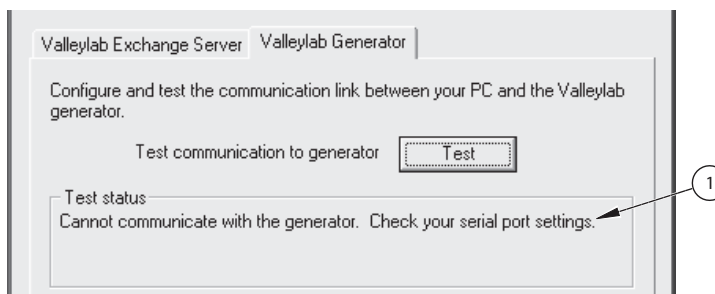 Valleylab Exchange Server Valleylab Generator
Configure and test the communication link between your PC and the Valleylab
generator.
Test communication to generator Test
Test status
Cannot communicate with the generator. Check your serial port settings.
1